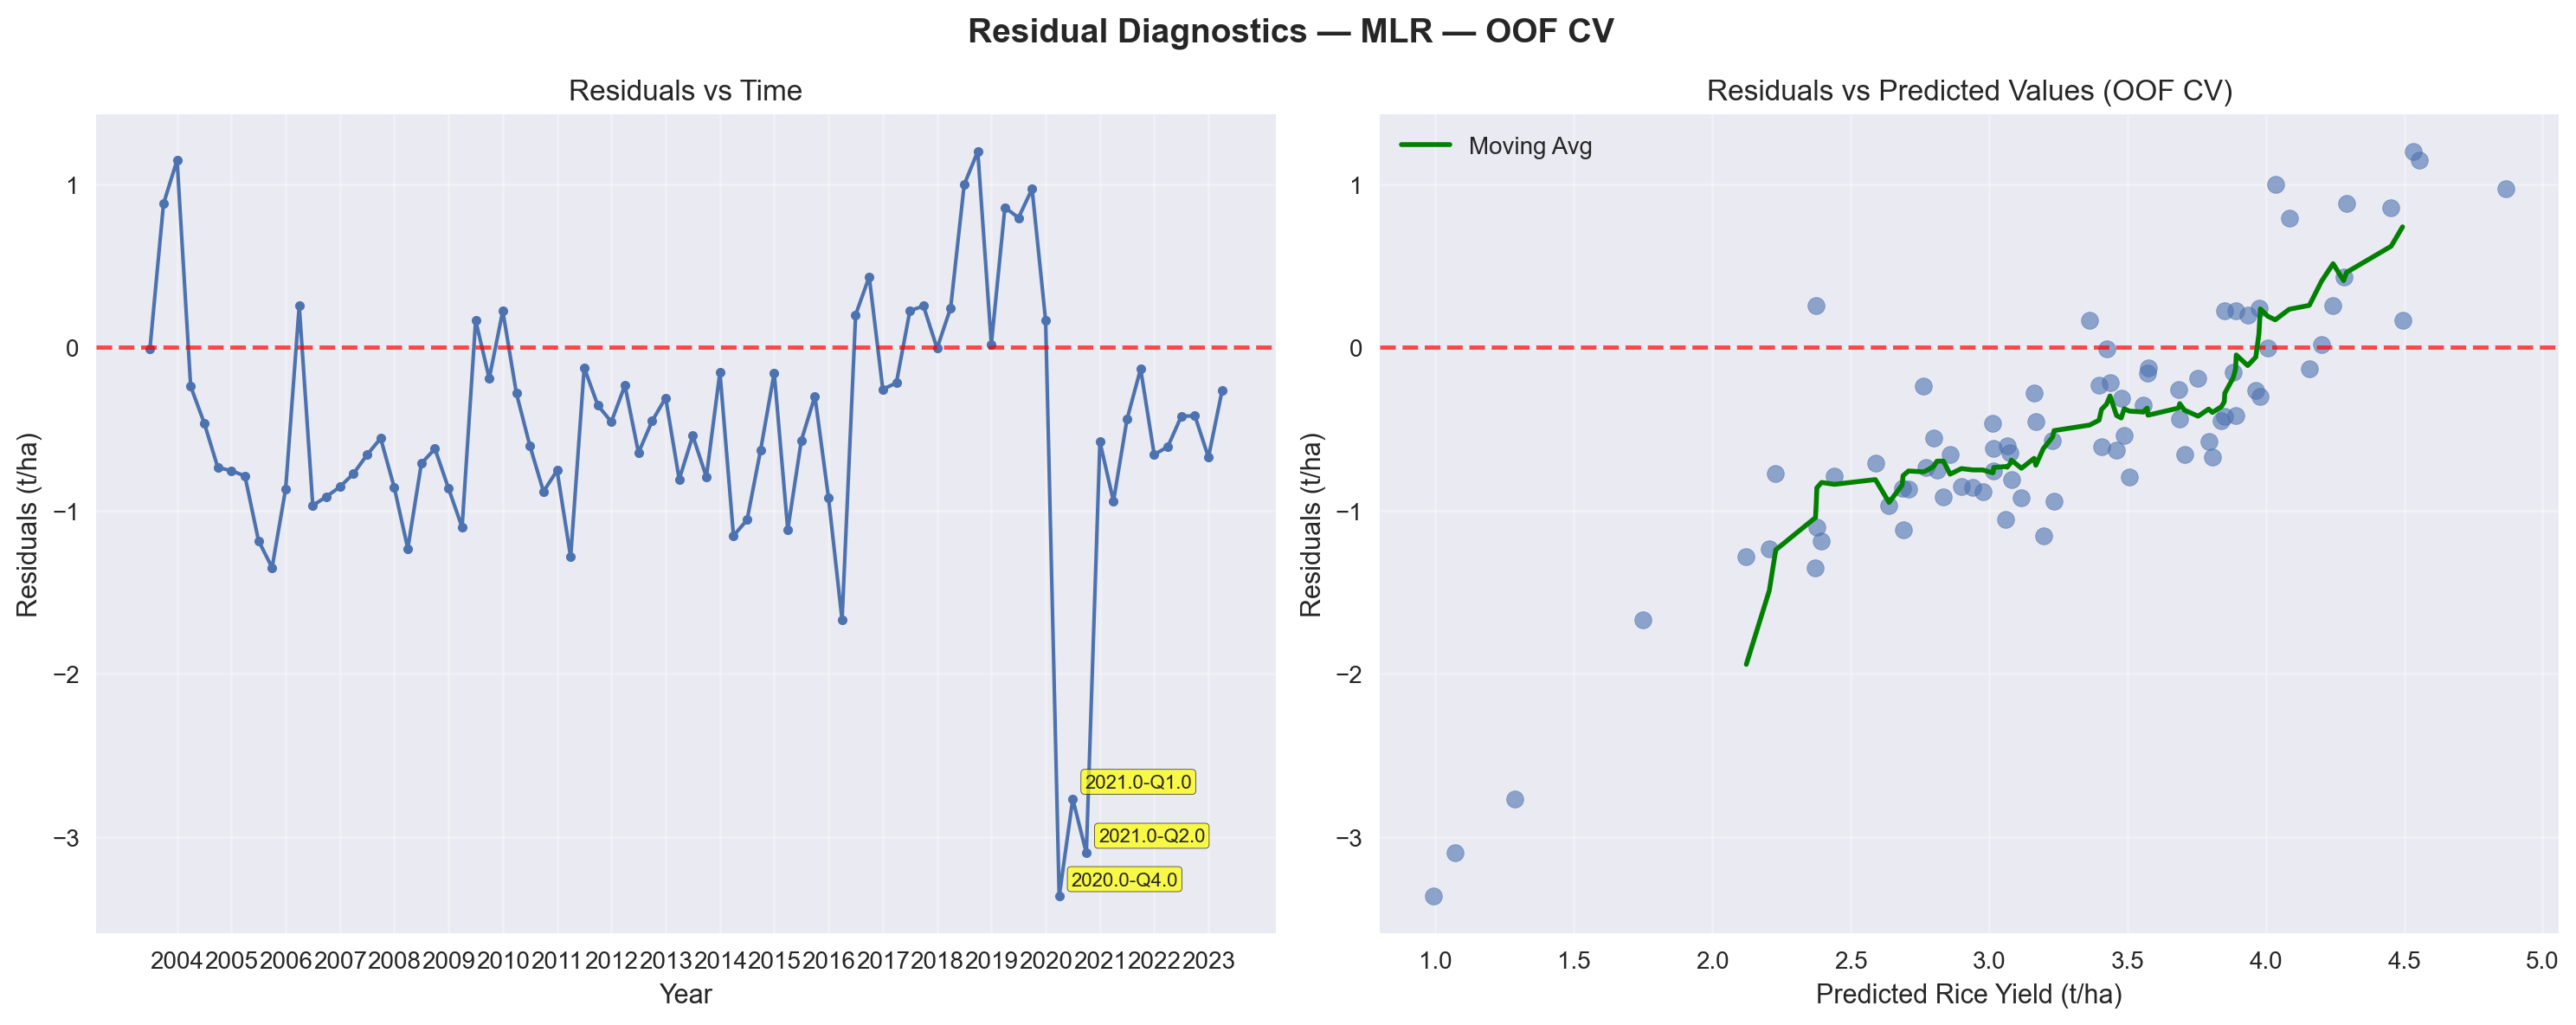 Residual Diagnostics — MLR — OOF CV
Residuals vs Time
Residuals (t/ha)
1
0
−1
−2
−3
2021.0-Q1.0
2021.0-Q2.0
2020.0-Q4.0
2004 2005 2006 2007 2008 2009 2010 2011 2012 2013 2014 2015 2016 2017 2018 2019 2020 2021 2022 2023
Year
Residuals vs Predicted Values (OOF CV)
Moving Avg
Residuals (t/ha)
1
0
−1
−2
−3
1.0 1.5 2.0 2.5 3.0 3.5 4.0 4.5 5.0
Predicted Rice Yield (t/ha)